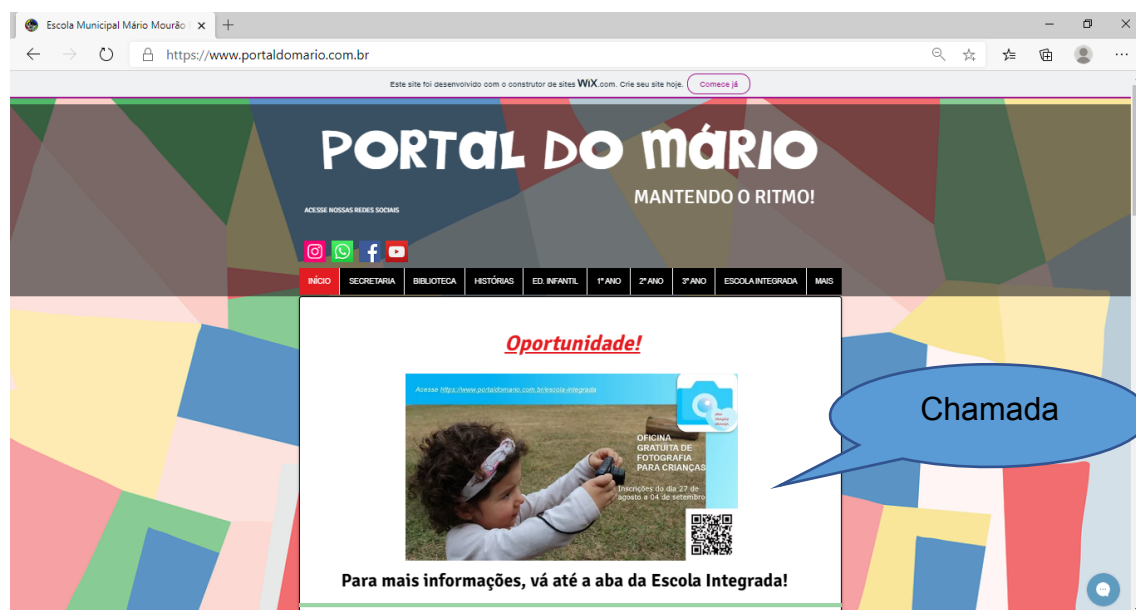 Escola Municipal Mário Mourão
https://www.portaldomario.com.br
Este site foi desenvolvido com o construtor de sites WiX.com. Crie seu site hoje.
Comece já
PORTAL DO MÁRIO
MANTENDO O RITMO!
ACESSE NOSSAS REDES SOCIAIS
INÍCIO SECRETARIA BIBLIOTECA HISTÓRIAS ED. INFANTIL 1º ANO 2º ANO 3º ANO ESCOLA INTEGRADA MAIS
Oportunidade!
Acesse https://www.portaldomario.com.br/escola-integrada
OFICINA
GRATUITA DE
FOTOGRAFIA
PARA CRIANÇAS
Inscrições do dia 27 de
agosto a 04 de setembro
Chamada
Para mais informações, vá até a aba da Escola Integrada!